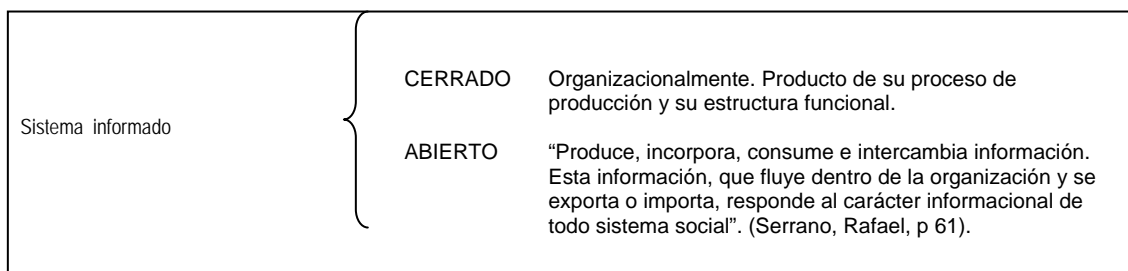 CERRADO Organizacionalmente. Producto de su proceso de
producción y su estructura funcional.
Sistema informado
ABIERTO “Produce, incorpora, consume e intercambia información.
Esta información, que fluye dentro de la organización y se
exporta o importa, responde al carácter informacional de
todo sistema social”. (Serrano, Rafael, p 61).